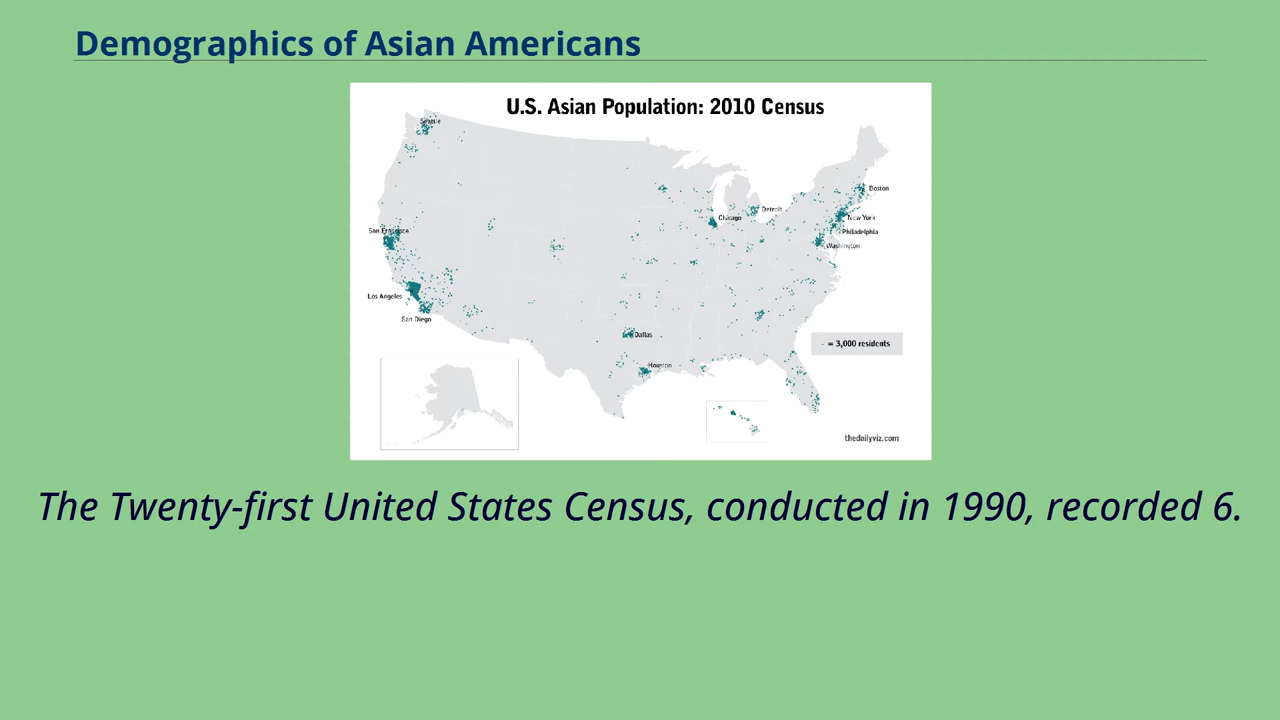 Demographics of Asian Americans
U.S. Asian Population: 2010 Census
Seattle
Boston
Detroit
Chicago
New York
San Francisco
Philadelphia
Washington
Los Angeles
San Diego
Dallas
= 3,000 residents
Houston
thedailyviz.com
The Twenty-first United States Census, conducted in 1990, recorded 6.